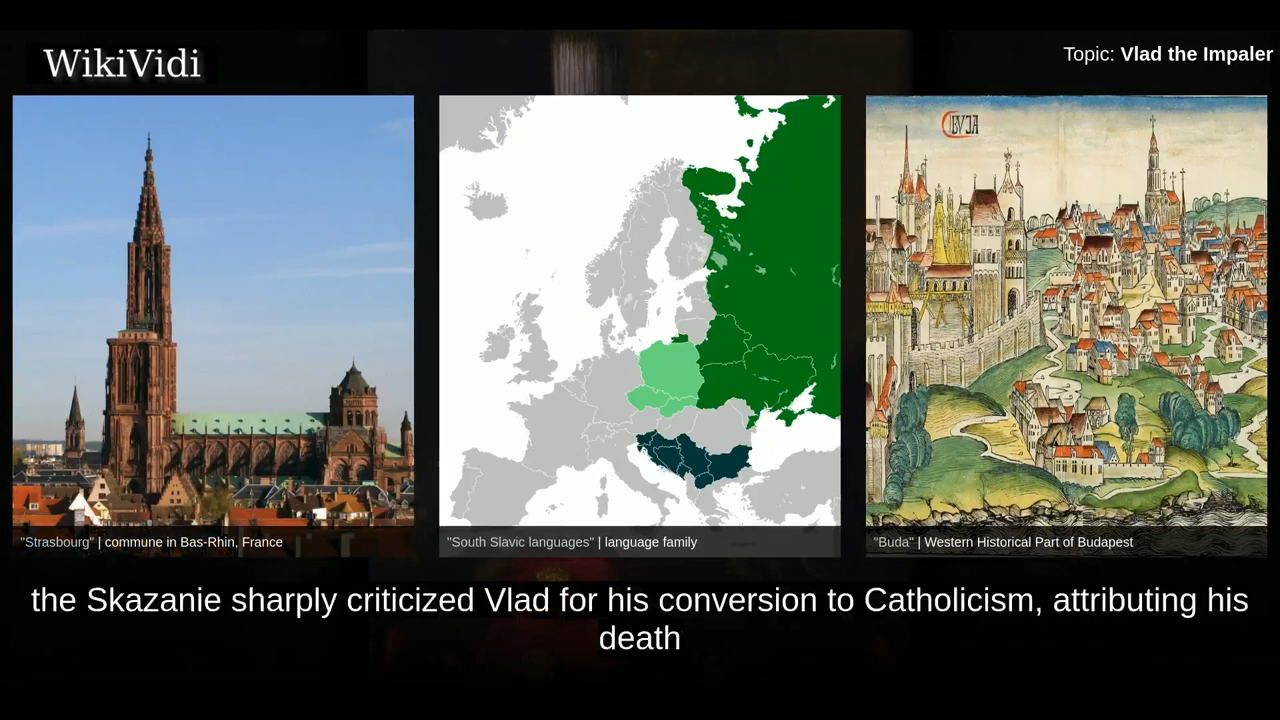 WikiVidi
Topic: Vlad the Impaler
BVDA
"Strasbourg" | commune in Bas-Rhin, France
"South Slavic languages" | language family
"Buda" | Western Historical Part of Budapest
the Skazanie sharply criticized Vlad for his conversion to Catholicism, attributing his
death